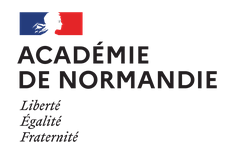 ACADÉMIE
DE NORMANDIE
Liberté
Égalité
Fraternité